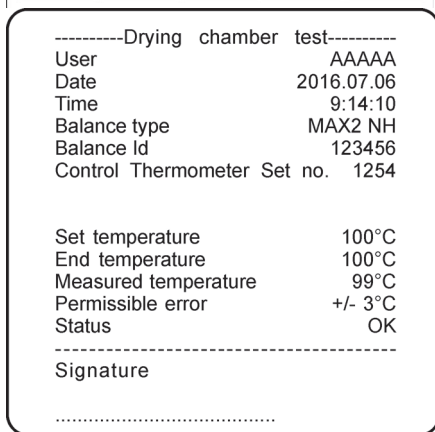 ----------Drying chamber test----------
User AAAAA
Date 2016.07.06
Time 9:14:10
Balance type MAX2 NH
Balance Id 123456
Control Thermometer Set no. 1254
Set temperature 100°C
End temperature 100°C
Measured temperature 99°C
Permissible error +/- 3°C
Status OK
-----------------------------------------
Signature
........................................